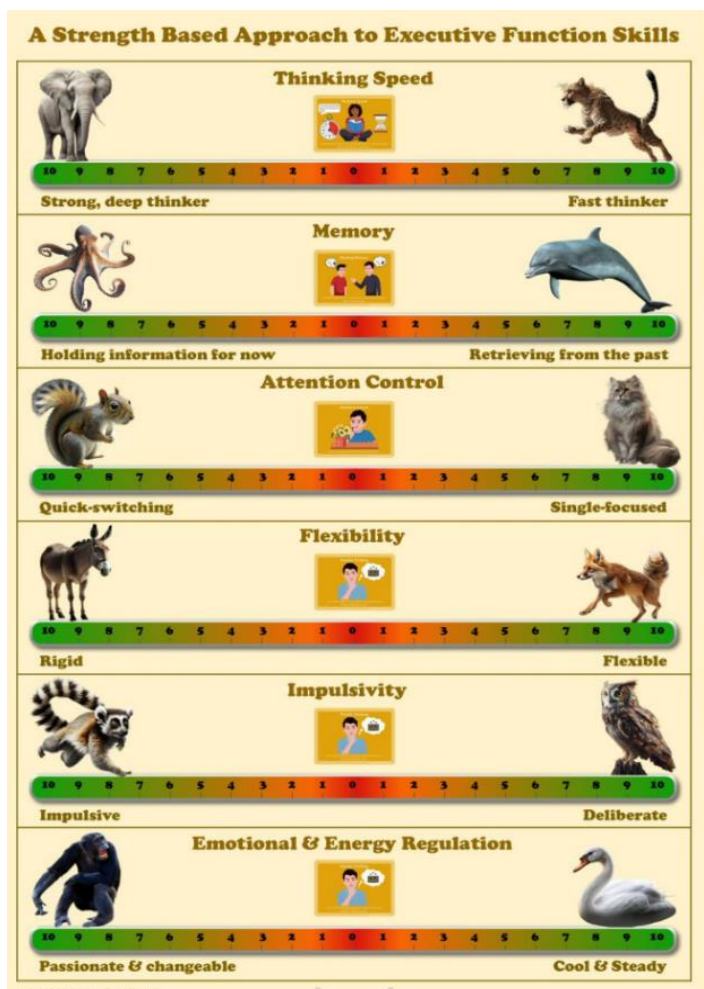 A Strength Based Approach to Executive Function Skills
Thinking Speed
10 9 8 7 6 5 4 3 2 1 0 1 2 3 4 5 6 7 8 9 10
Strong, deep thinker Fast thinker
Memory
10 9 8 7 6 5 4 3 2 1 0 1 2 3 4 5 6 7 8 9 10
Holding information for now Retrieving from the past
Attention Control
10 9 8 7 6 5 4 3 2 1 0 1 2 3 4 5 6 7 8 9 10
Quick-switching Single-focused
Flexibility
10 9 8 7 6 5 4 3 2 1 0 1 2 3 4 5 6 7 8 9 10
Rigid Flexible
Impulsivity
10 9 8 7 6 5 4 3 2 1 0 1 2 3 4 5 6 7 8 9 10
Impulsive Deliberate
Emotional & Energy Regulation
10 9 8 7 6 5 4 3 2 1 0 1 2 3 4 5 6 7 8 9 10
Passionate & changeable Cool & Steady